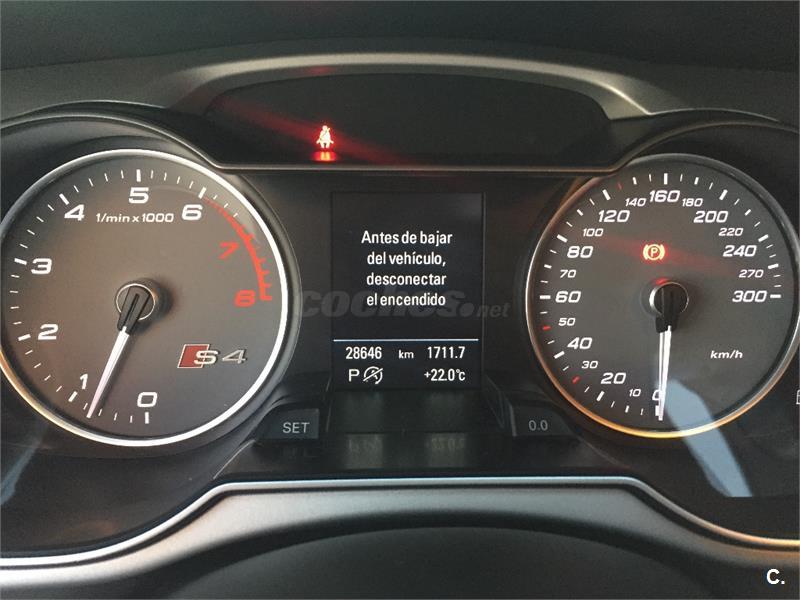 Antes de bajar
del vehículo,
desconectar
el encendido
28646 km 1711.7
P +22.0°C
1/min x 1000
0 1 2 3 4 5 6 7 8
S4
SET
0.0
0 10 20 30 40 50 60 70 80 100 120 140 160 180 200 220 240 270 300
km/h
P
coches.net
C.